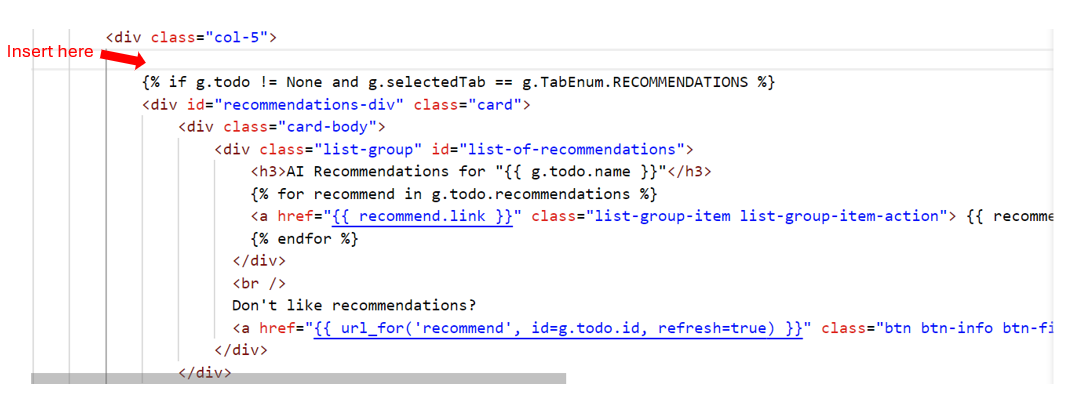 <div class="col-5">
Insert here
{% if g.todo != None and g.selectedTab == g.TabEnum.RECOMMENDATIONS %}
<div id="recommendations-div" class="card">
<div class="card-body">
<div class="list-group" id="list-of-recommendations">
<h3>AI Recommendations for "{{ g.todo.name }}"</h3>
{% for recommend in g.todo.recommendations %}
<a href="{{ recommend.link }}" class="list-group-item list-group-item-action"> {{ recomme
{% endfor %}
</div>
<br />
Don't like recommendations?
<a href="{{ url_for('recommend', id=g.todo.id, refresh=true) }}" class="btn btn-info btn-fi
</div>
</div>